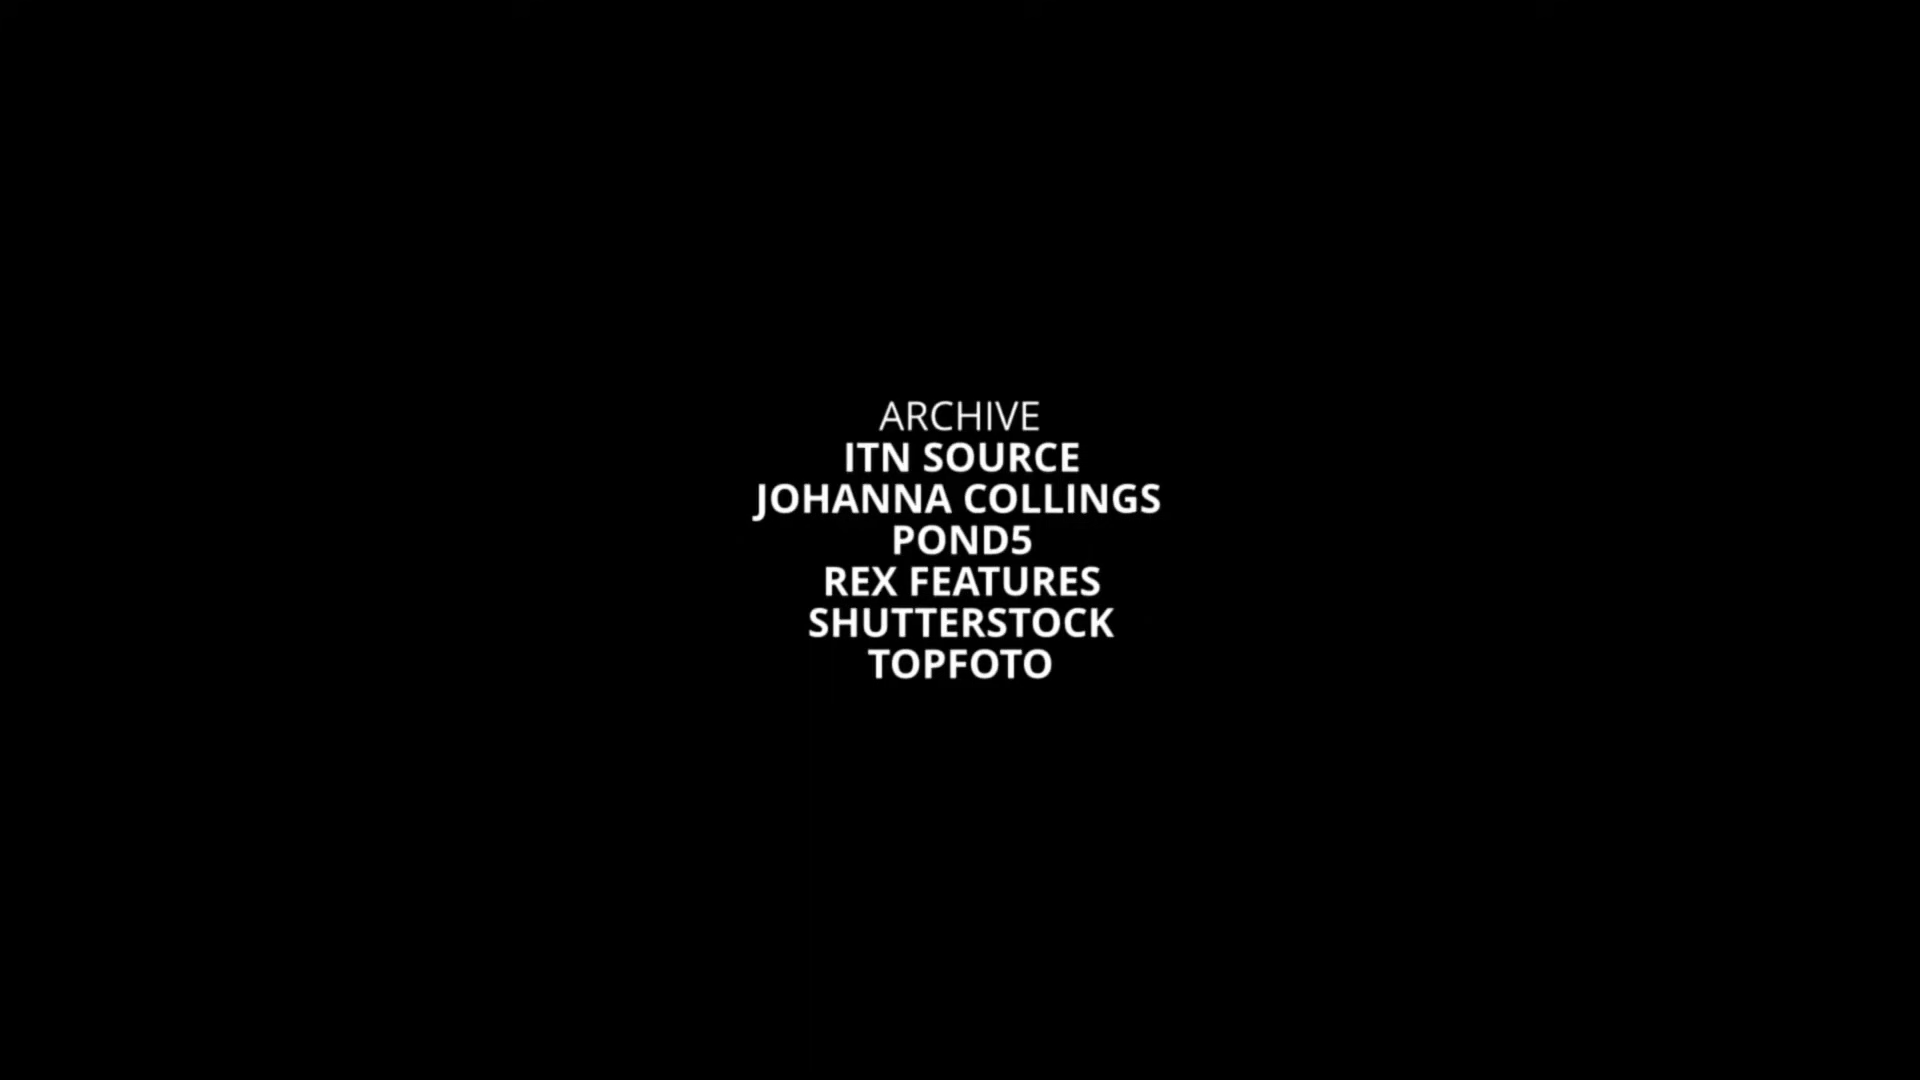 ARCHIVE
ITN SOURCE
JOHANNA COLLINGS
POND5
REX FEATURES
SHUTTERSTOCK
TOPFOTO